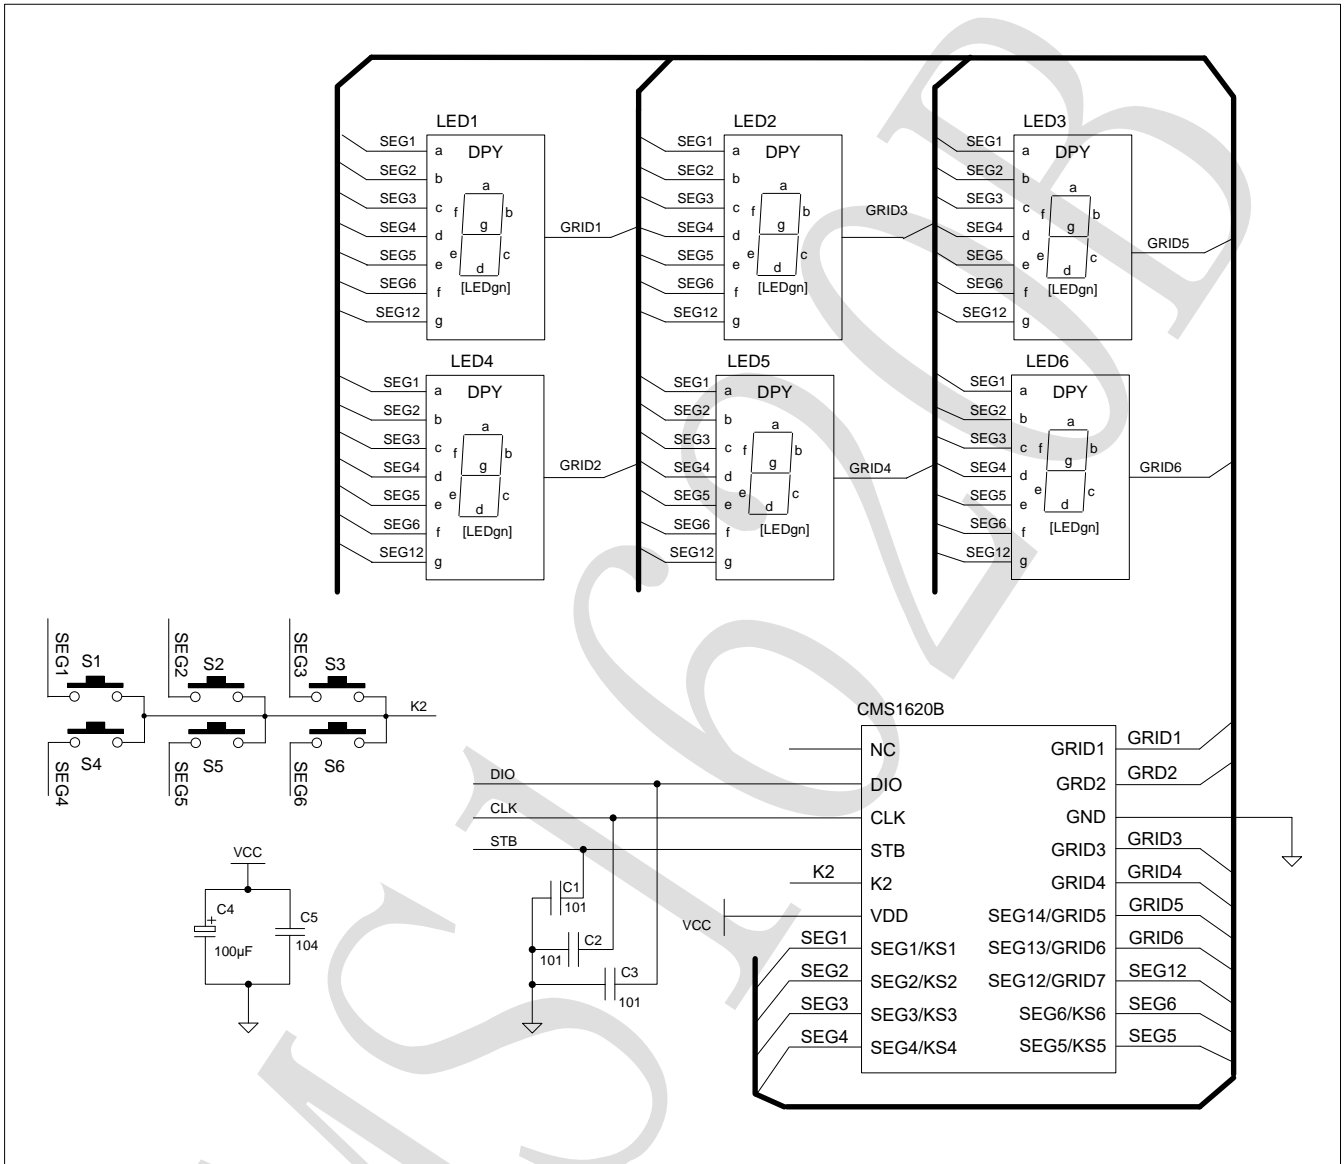 LED1
DPY
SEG1 a
SEG2 b
SEG3 c
SEG4 d
SEG5 e
SEG6 f
SEG12 g
a
f b
g
e c
d
[LEDgn]
GRID1
LED2
DPY
SEG1 a
SEG2 b
SEG3 c
SEG4 d
SEG5 e
SEG6 f
SEG12 g
a
f b
g
e c
d
[LEDgn]
GRID3
LED3
DPY
SEG1 a
SEG2 b
SEG3 c
SEG4 d
SEG5 e
SEG6 f
SEG12 g
a
f b
g
e c
d
[LEDgn]
GRID5
LED4
DPY
SEG1 a
SEG2 b
SEG3 c
SEG4 d
SEG5 e
SEG6 f
SEG12 g
a
f b
g
e c
d
[LEDgn]
GRID2
LED5
DPY
SEG1 a
SEG2 b
SEG3 c
SEG4 d
SEG5 e
SEG6 f
SEG12 g
a
f b
g
e c
d
[LEDgn]
GRID4
LED6
DPY
SEG1 a
SEG2 b
SEG3 c
SEG4 d
SEG5 e
SEG6 f
SEG12 g
a
f b
g
e c
d
[LEDgn]
GRID6
SEG1
S1
SEG2
S2
SEG3
S3
K2
SEG4
S4
SEG5
S5
SEG6
S6
VCC
C4
+
100µF
C5
104
DIO
CLK
STB
C1
101
C2
101
C3
101
K2
VCC
SEG1
SEG2
SEG3
SEG4
CMS1620B
NC
DIO
CLK
STB
K2
VDD
SEG1/KS1
SEG2/KS2
SEG3/KS3
SEG4/KS4
GRID1 GRID1
GRD2 GRD2
GND
GRID3 GRID3
GRID4 GRID4
SEG14/GRID5 GRID5
SEG13/GRID6 GRID6
SEG12/GRID7 SEG12
SEG6/KS6 SEG6
SEG5/KS5 SEG5
MS1620B